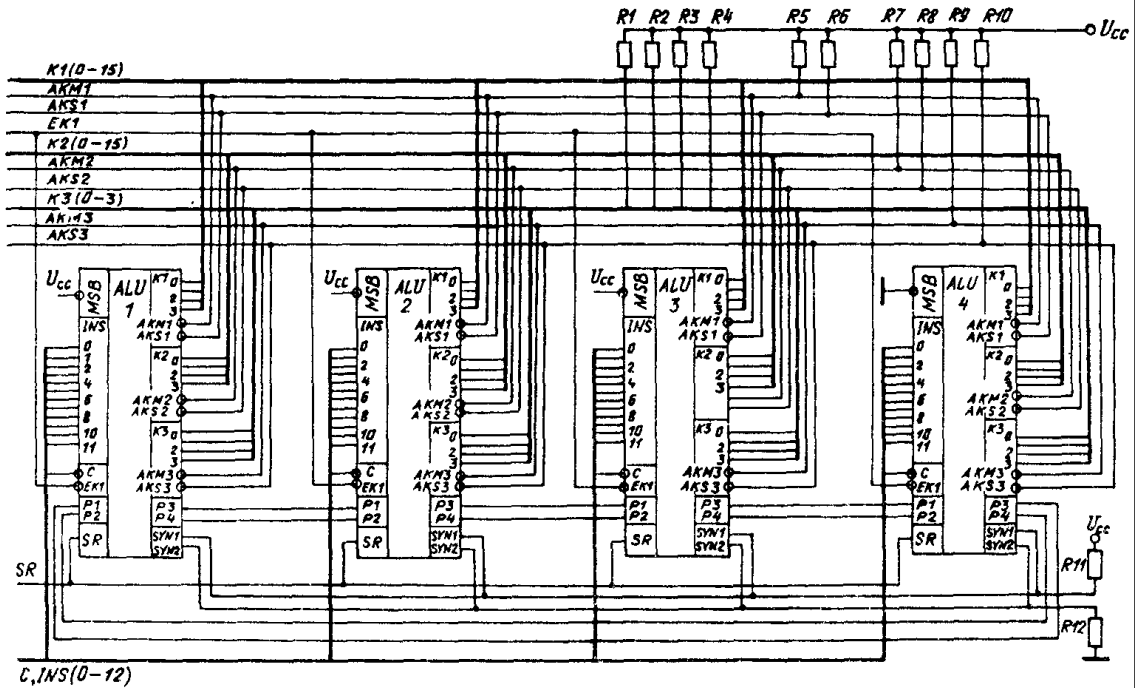 R1 R2 R3 R4 R5 R6 R7 R8 R9 R10
Ucc
K1(0-15)
AKM1
AKS1
EK1
K2(0-15)
AKM2
AKS2
K3(0-3)
AKM3
AKS3
Ucc
MSB
ALU
1
K1
0
2
3
AKM1
AKS1
INS
0
1
2
4
6
8
10
11
K2
0
2
3
AKM2
AKS2
K3
0
2
3
AKM3
AKS3
C
EK1
P1
P2
P3
P4
SR
SYN1
SYN2
Ucc
MSB
ALU
2
K1
0
2
3
AKM1
AKS1
INS
0
2
4
6
8
10
11
K2
0
2
3
AKM2
AKS2
K3
0
2
3
AKM3
AKS3
C
EK1
P1
P2
P3
P4
SR
SYN1
SYN2
Ucc
MSB
ALU
3
K1
0
2
3
AKM1
AKS1
INS
0
2
4
6
8
10
11
K2
0
2
3
AKM2
AKS2
K3
0
2
3
AKM3
AKS3
C
EK1
P1
P2
P3
P4
SR
SYN1
SYN2
MSB
ALU
4
K1
0
2
3
AKM1
AKS1
INS
0
2
4
6
8
10
11
K2
0
2
3
AKM2
AKS2
K3
0
2
3
AKM3
AKS3
C
EK1
P1
P2
P3
P4
SR
SYN1
SYN2
Ucc
R11
R12
SR
C,INS(0-12)